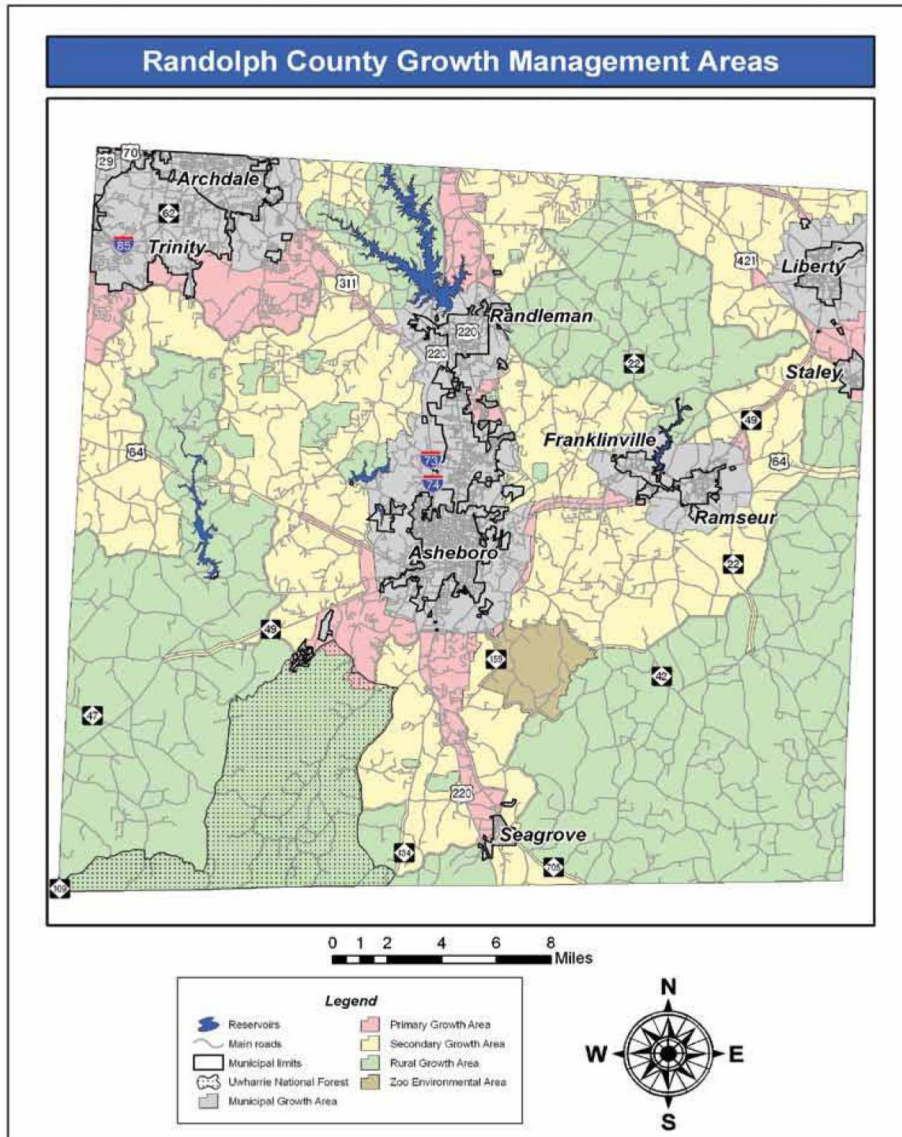 Randolph County Growth Management Areas
29
70
Archdale
62
85
Trinity
311
421
Liberty
Randleman
220
220
22
Staley
49
Franklinville
64
64
73
74
Ramseur
Asheboro
22
49
159
42
47
220
Seagrove
134
705
109
0 1 2 4 6 8
Miles
Legend
Reservoirs
Main roads
Municipal limits
Uwharrie National Forest
Municipal Growth Area
Primary Growth Area
Secondary Growth Area
Rural Growth Area
Zoo Environmental Area
N
W E
S